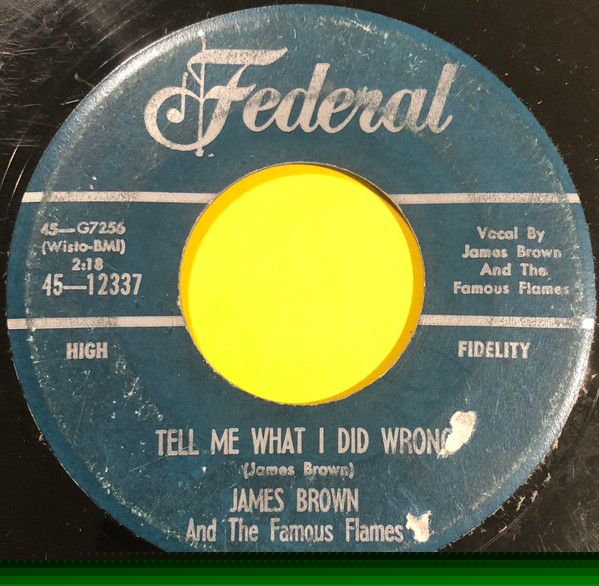 Federal
45—G7256
(Wisto-BMI)
2:18
45—12337
Vocal By
James Brown
And The
Famous Flames
HIGH
FIDELITY
TELL ME WHAT I DID WRONG
(James Brown)
JAMES BROWN
And The Famous Flames